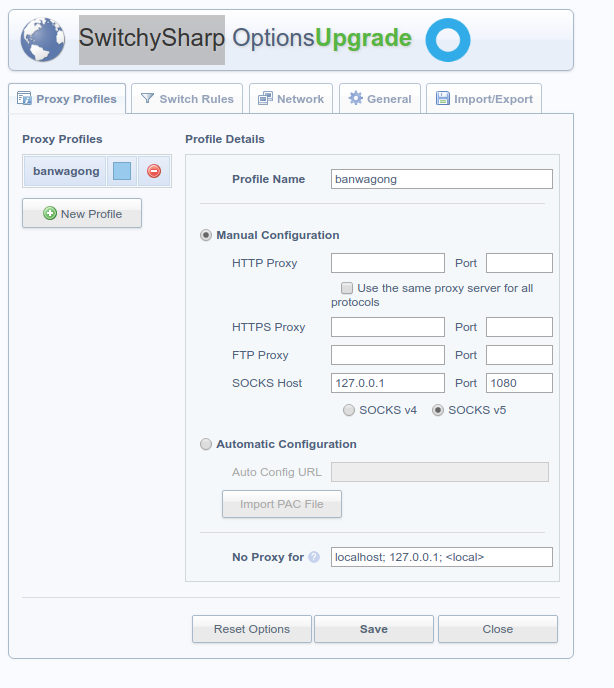 SwitchySharp OptionsUpgrade
Proxy Profiles Switch Rules Network General Import/Export
Proxy Profiles
banwagong
New Profile
Profile Details
Profile Name banwagong
Manual Configuration
HTTP Proxy Port
Use the same proxy server for all
protocols
HTTPS Proxy Port
FTP Proxy Port
SOCKS Host 127.0.0.1 Port 1080
SOCKS v4 SOCKS v5
Automatic Configuration
Auto Config URL
Import PAC File
No Proxy for ? localhost; 127.0.0.1; <local>
Reset Options Save Close